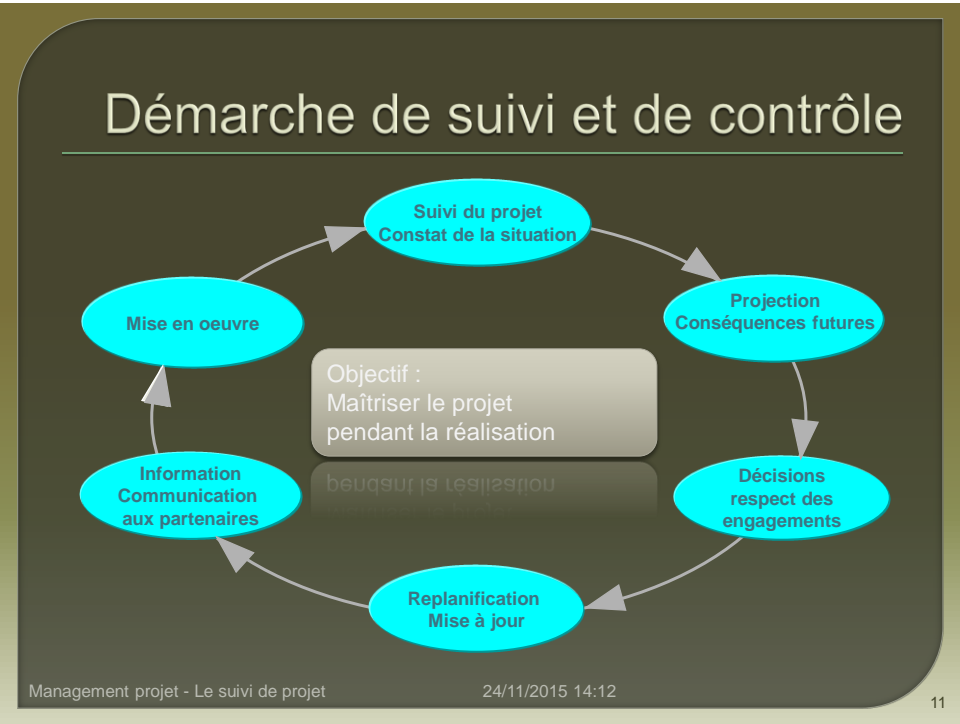 Démarche de suivi et de contrôle
Suivi du projet
Constat de la situation
Projection
Conséquences futures
Décisions
respect des
engagements
Replanification
Mise à jour
Information
Communication
aux partenaires
Mise en oeuvre
Objectif :
Maîtriser le projet
pendant la réalisation
Management projet - Le suivi de projet
24/11/2015 14:12
11